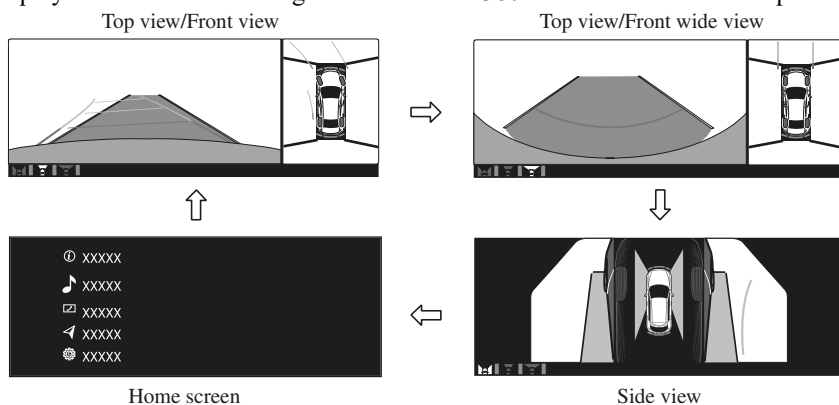 Top view/Front view
Top view/Front wide view
XXXXX
XXXXX
XXXXX
XXXXX
XXXXX
Home screen
Side view